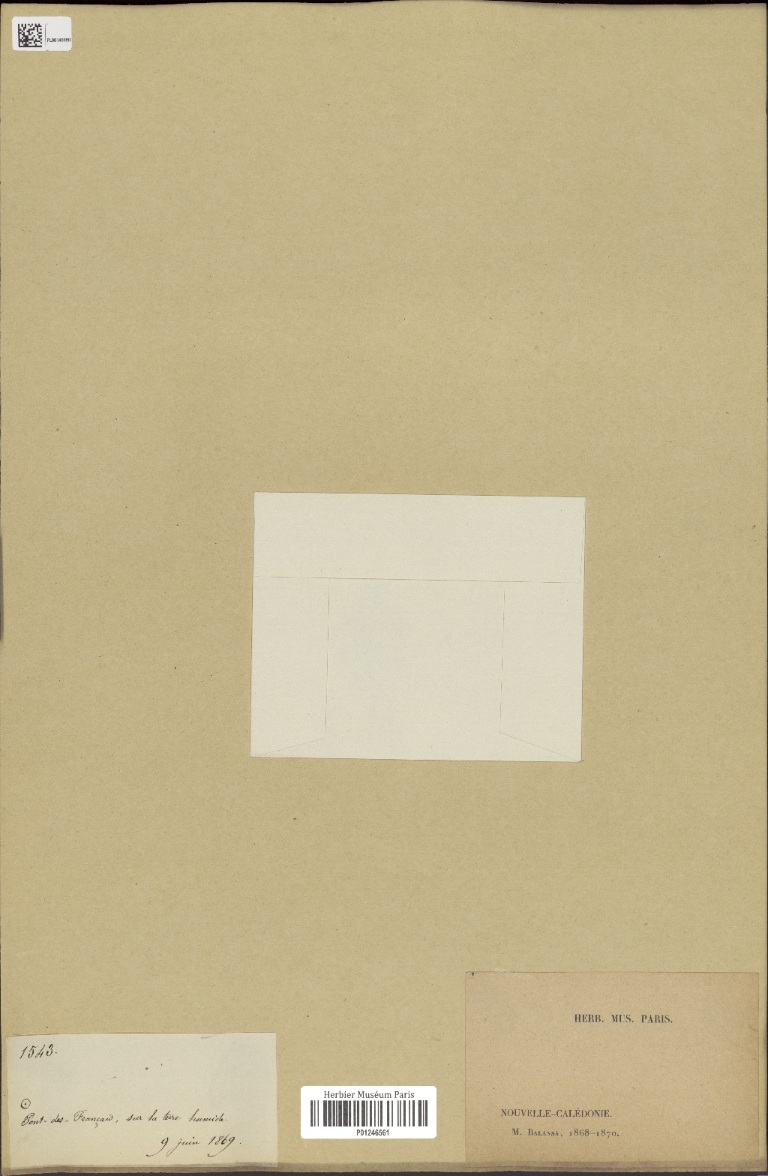 1543.
☉
Pont-des-Français, sur la terre humide.
9 juin 1869.
Herbier Muséum Paris
P01246561
HERB. MUS. PARIS.
NOUVELLE-CALÉDONIE.
M. BALANSA, 1868-1870.